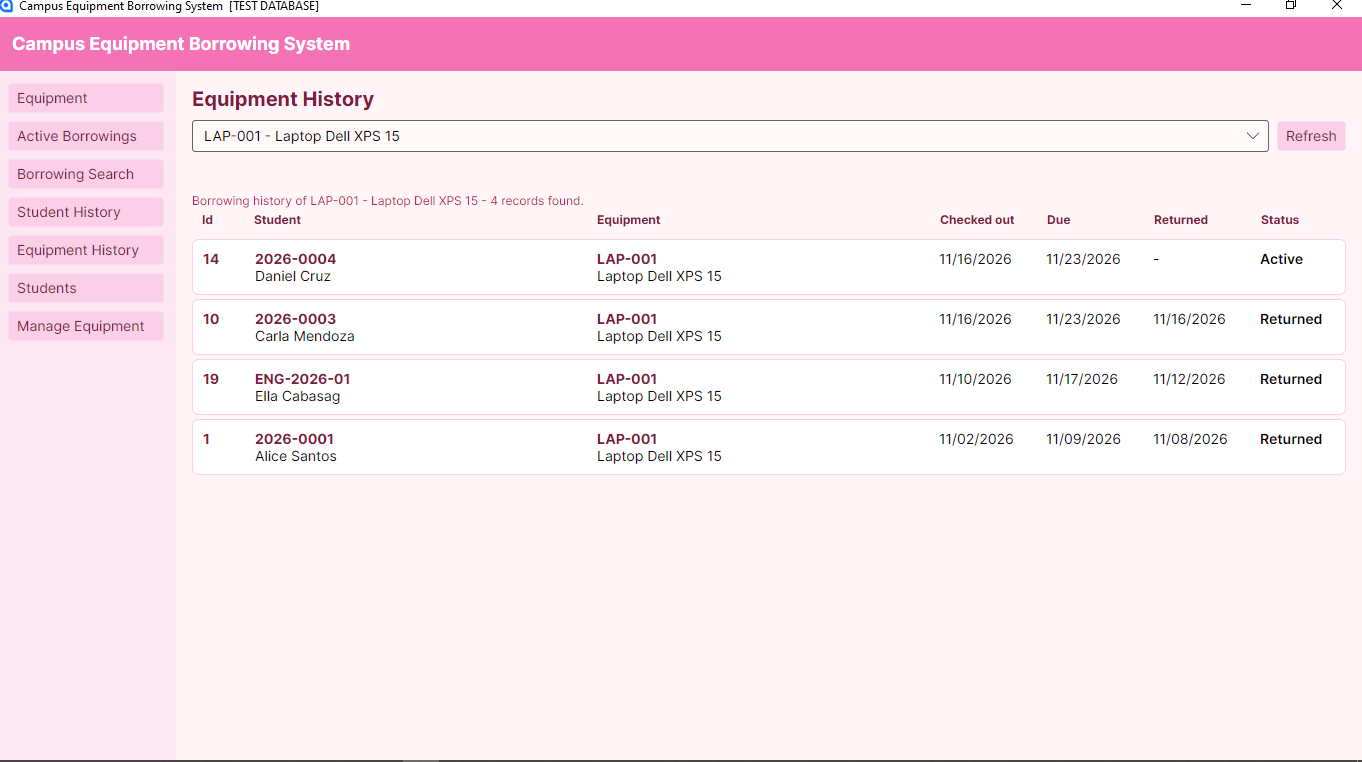 Campus Equipment Borrowing System [TEST DATABASE]
Campus Equipment Borrowing System
Equipment
Active Borrowings
Borrowing Search
Student History
Equipment History
Students
Manage Equipment
Equipment History
LAP-001 - Laptop Dell XPS 15
Refresh
Borrowing history of LAP-001 - Laptop Dell XPS 15 - 4 records found.
Id Student Equipment Checked out Due Returned Status
14 2026-0004 LAP-001 11/16/2026 11/23/2026 - Active
Daniel Cruz Laptop Dell XPS 15
10 2026-0003 LAP-001 11/16/2026 11/23/2026 11/16/2026 Returned
Carla Mendoza Laptop Dell XPS 15
19 ENG-2026-01 LAP-001 11/10/2026 11/17/2026 11/12/2026 Returned
Ella Cabasag Laptop Dell XPS 15
1 2026-0001 LAP-001 11/02/2026 11/09/2026 11/08/2026 Returned
Alice Santos Laptop Dell XPS 15